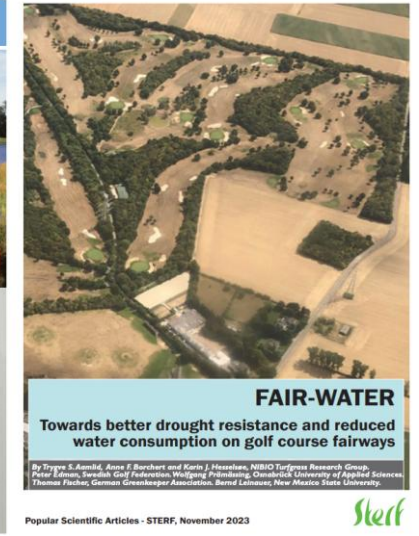 FAIR-WATER
Towards better drought resistance and reduced
water consumption on golf course fairways
By Trygve S. Aamlid, Anne F. Borchert and Karin J. Hesselsøe, NIBIO Turfgrass Research Group.
Peter Edman, Swedish Golf Federation. Wolfgang Prämassing, Osnabrück University of Applied Sciences.
Thomas Fischer, German Greenkeeper Association. Bernd Leinauer, New Mexico State University.
Popular Scientific Articles - STERF, November 2023
Sterf